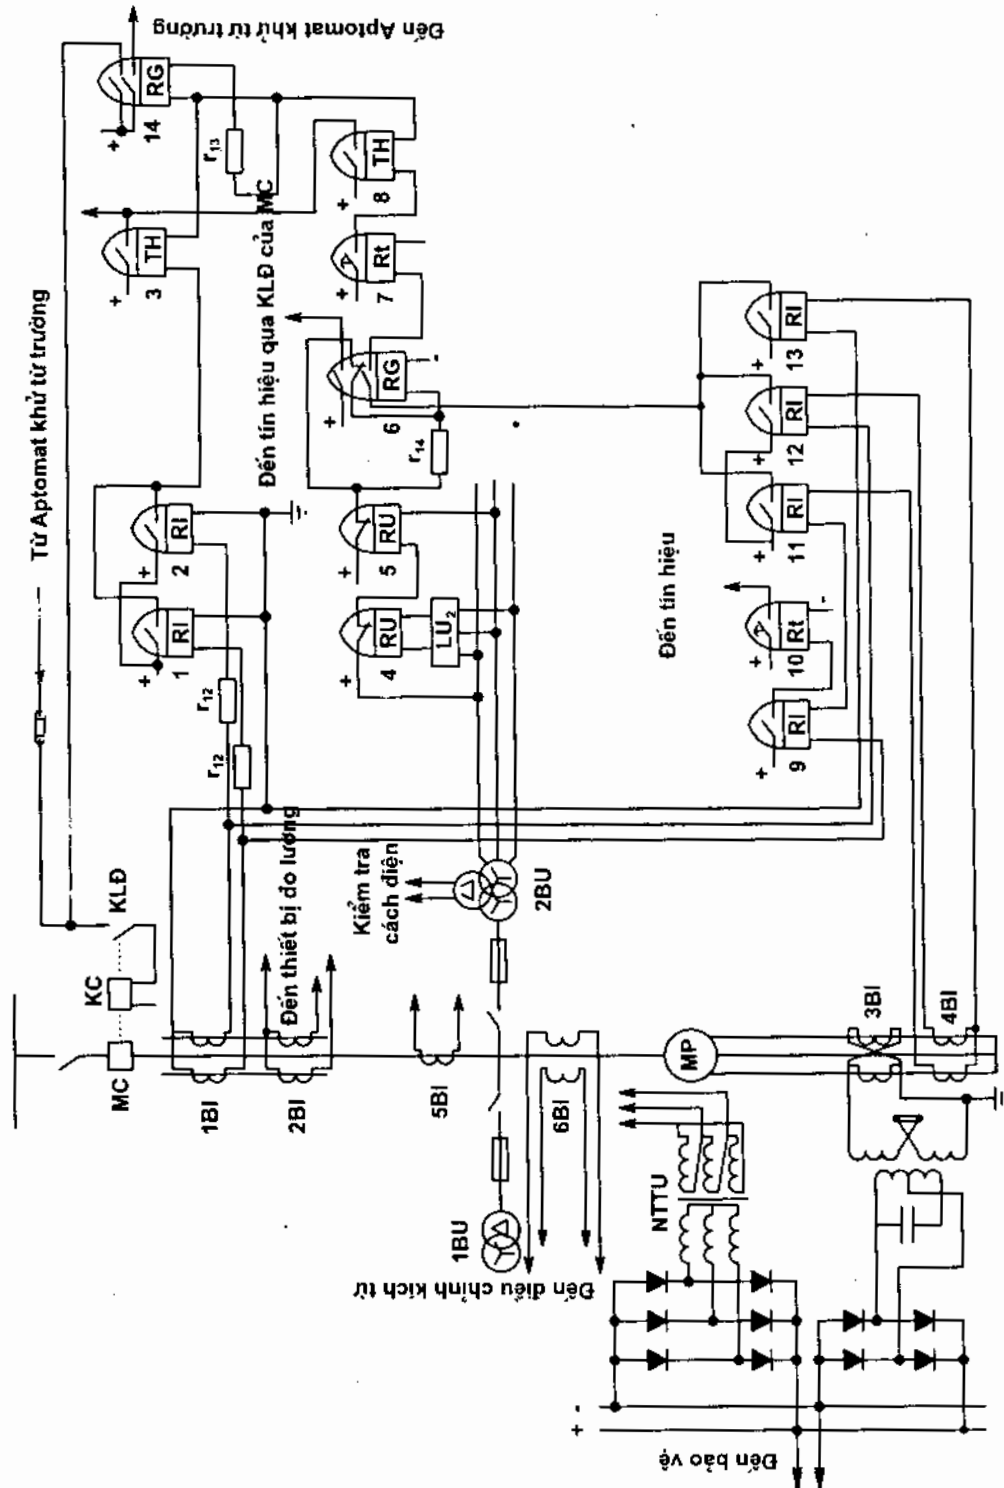 Đến Aptomat khử từ trường
Từ Aptomat khử từ trường
+
RG
14
r13
+
TH
3
+
TH
8
+
Rt
7
Đến tín hiệu qua KLĐ của MC
+
RG
6
-
r14
+
RI
2
+
RI
1
r12
r12
+
RU
5
+
RU
4
LU2
Đến tín hiệu
+
RI
13
+
RI
12
+
RI
11
+
Rt
10
-
+
RI
9
KLĐ
KC
MC
1BI
2BI
Đến thiết bị đo lường
Kiểm tra
cách điện
2BU
5BI
6BI
1BU
Đến điều chỉnh kích từ
MP
3BI
4BI
NTTU
-
+
Đến bảo vệ